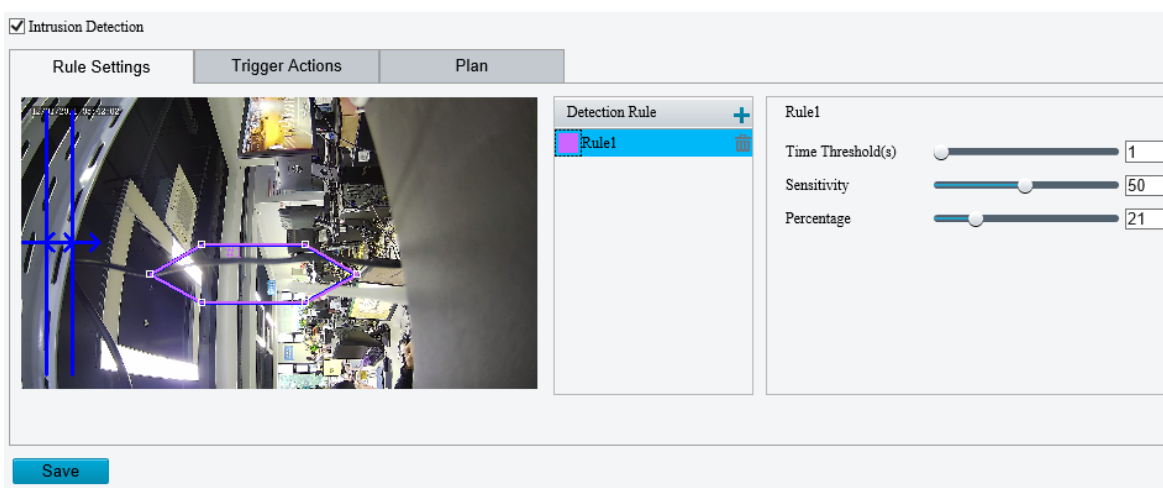 Intrusion Detection
Rule Settings
Trigger Actions
Plan
Detection Rule
Rule1
Rule1
Time Threshold(s)
1
Sensitivity
50
Percentage
21
Save